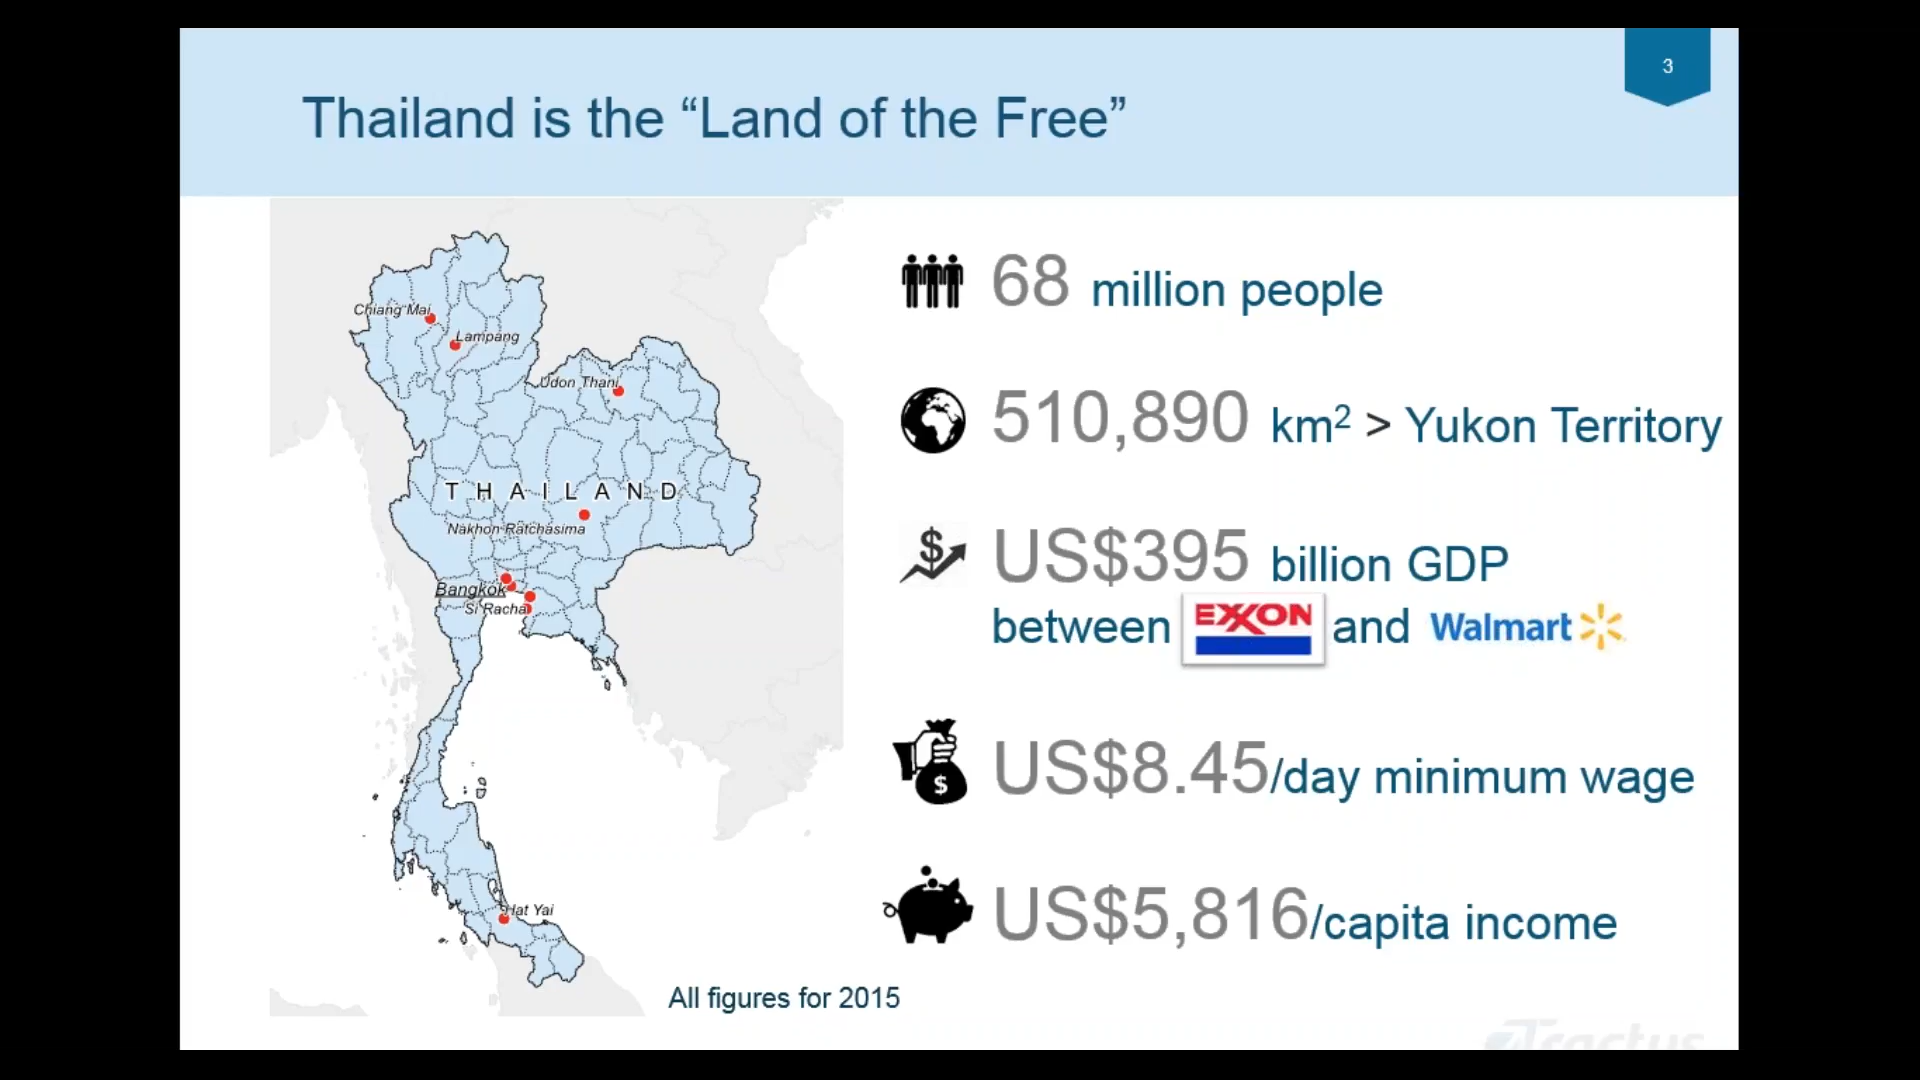 3
Thailand is the “Land of the Free”
Chiang Mai
Lampang
Udon Thani
THAILAND
Nakhon Ratchasima
Bangkok
Si Racha
Hat Yai
68 million people
510,890 km² > Yukon Territory
US$395 billion GDP
between EXXON and Walmart
US$8.45/day minimum wage
US$5,816/capita income
All figures for 2015
Tractus